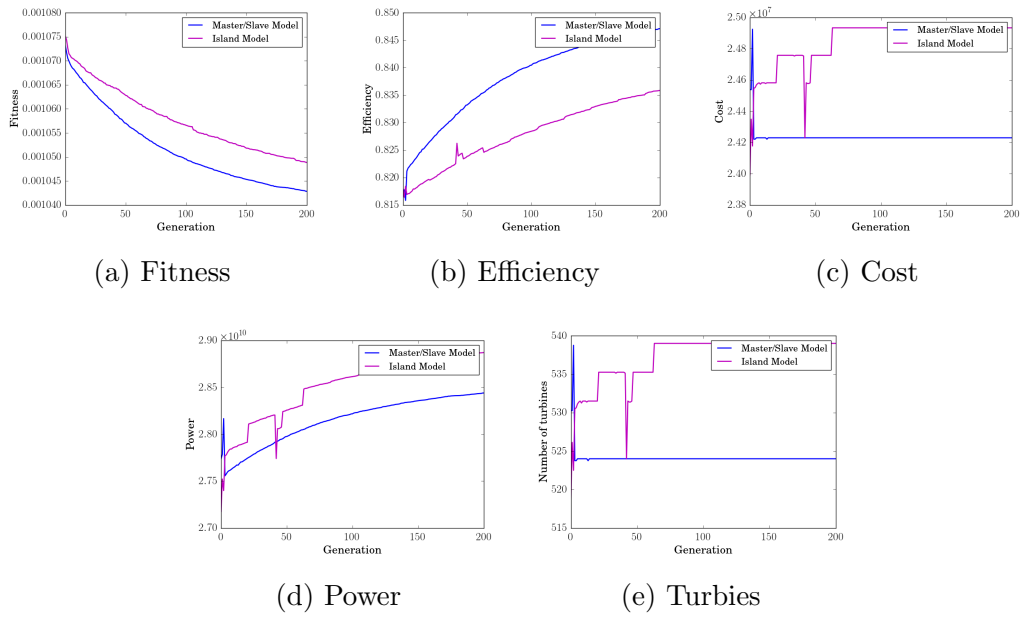 0.001080
0.001075
0.001070
0.001065
0.001060
0.001055
0.001050
0.001045
0.001040
Fitness
0
50
100
150
200
Generation
Master/Slave Model
Island Model
(a) Fitness
0.850
0.845
0.840
0.835
0.830
0.825
0.820
0.815
Efficiency
0
50
100
150
200
Generation
Master/Slave Model
Island Model
(b) Efficiency
×10⁷
2.50
2.48
2.46
2.44
2.42
2.40
2.38
Cost
0
50
100
150
200
Generation
Master/Slave Model
Island Model
(c) Cost
×10¹⁰
2.90
2.85
2.80
2.75
2.70
Power
0
50
100
150
200
Generation
Master/Slave Model
Island Model
(d) Power
540
535
530
525
520
515
Number of turbines
0
50
100
150
200
Generation
Master/Slave Model
Island Model
(e) Turbies